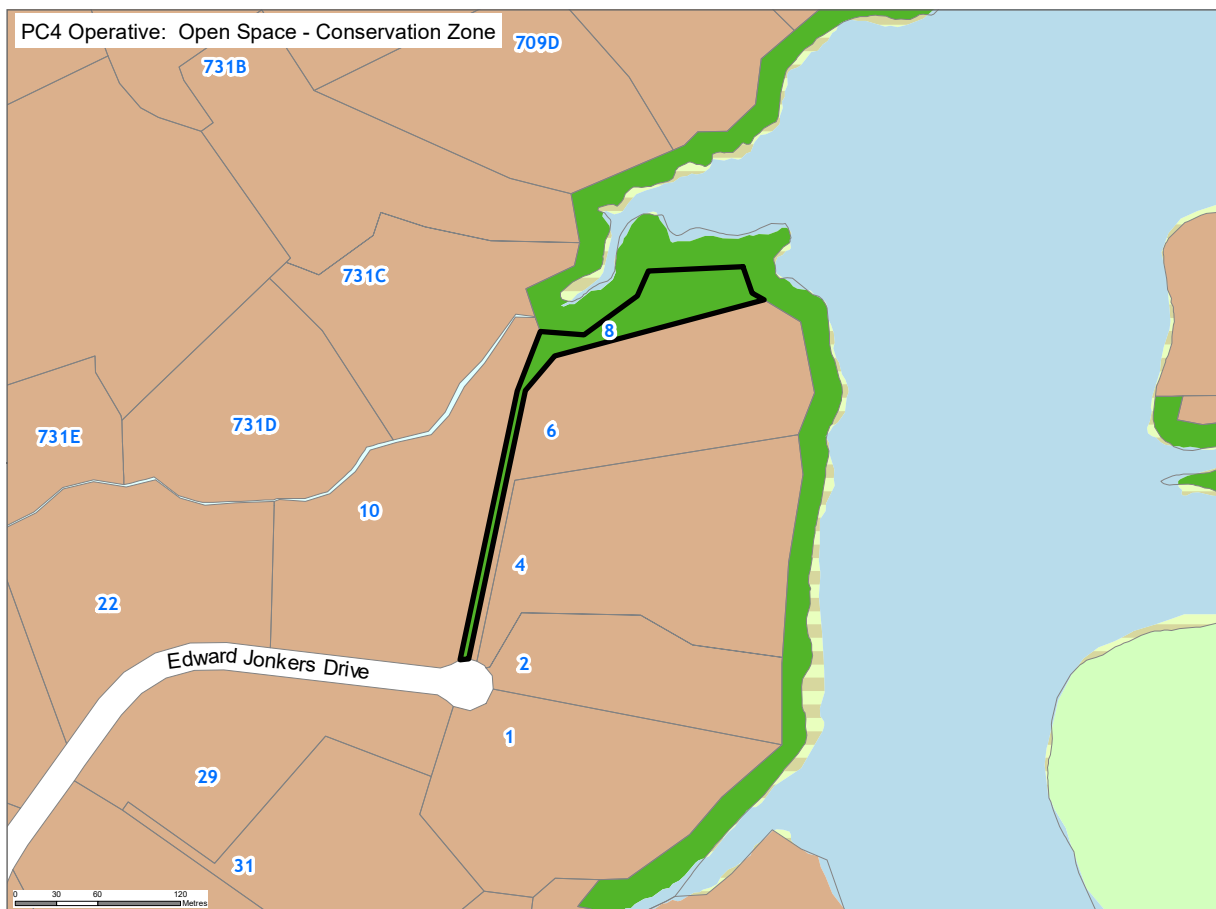 PC4 Operative: Open Space - Conservation Zone
709D
731B
731C
8
731E
731D
6
10
4
22
2
Edward Jonkers Drive
1
29
31
0 30 60 120
Metres